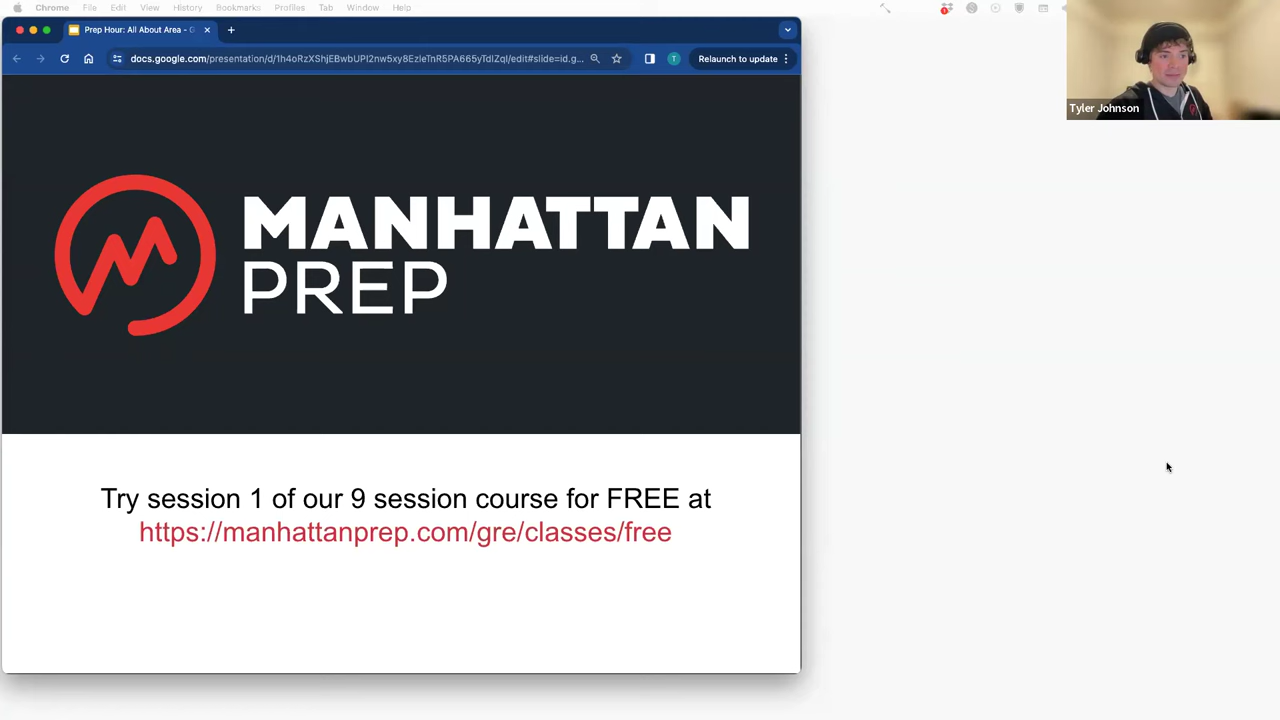 Chrome File Edit View History Bookmarks Profiles Tab Window Help
Prep Hour: All About Area - G
docs.google.com/presentation/d/1h4oRzXShjEBwbUPI2nw5xy8EzleTnR5PA665yTdIZqI/edit#slide=id.g...
T
Relaunch to update
Tyler Johnson
MANHATTAN
PREP
Try session 1 of our 9 session course for FREE at
https://manhattanprep.com/gre/classes/free